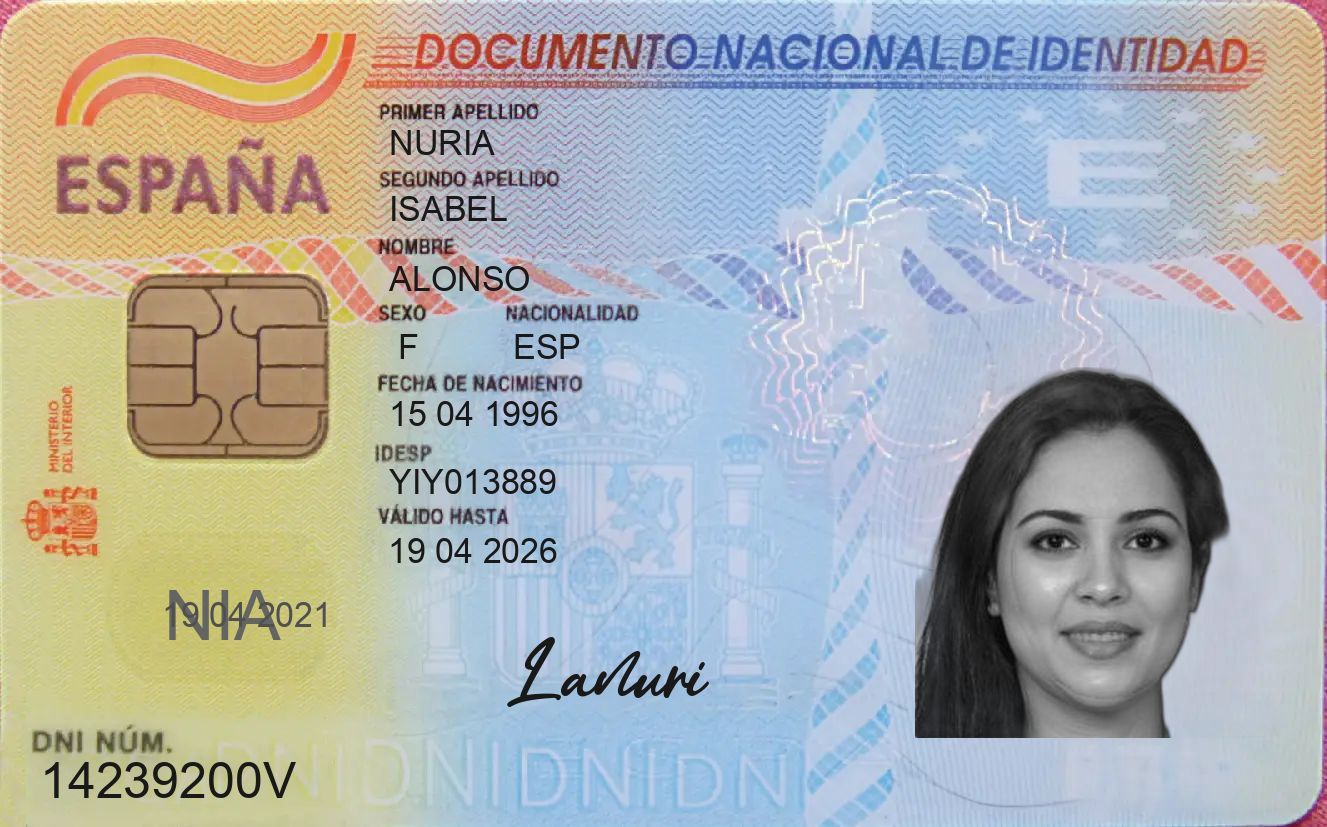 DOCUMENTO NACIONAL DE IDENTIDAD
ESPAÑA
PRIMER APELLIDO
NURIA
SEGUNDO APELLIDO
ISABEL
NOMBRE
ALONSO
SEXO NACIONALIDAD
F ESP
FECHA DE NACIMIENTO
15 04 1996
IDESP
YIY013889
VÁLIDO HASTA
19 04 2026
MINISTERIO
DEL INTERIOR
E
NIA
19 04 2021
Lanuri
DNI NÚM.
14239200V
DNIDNIDNIDNI